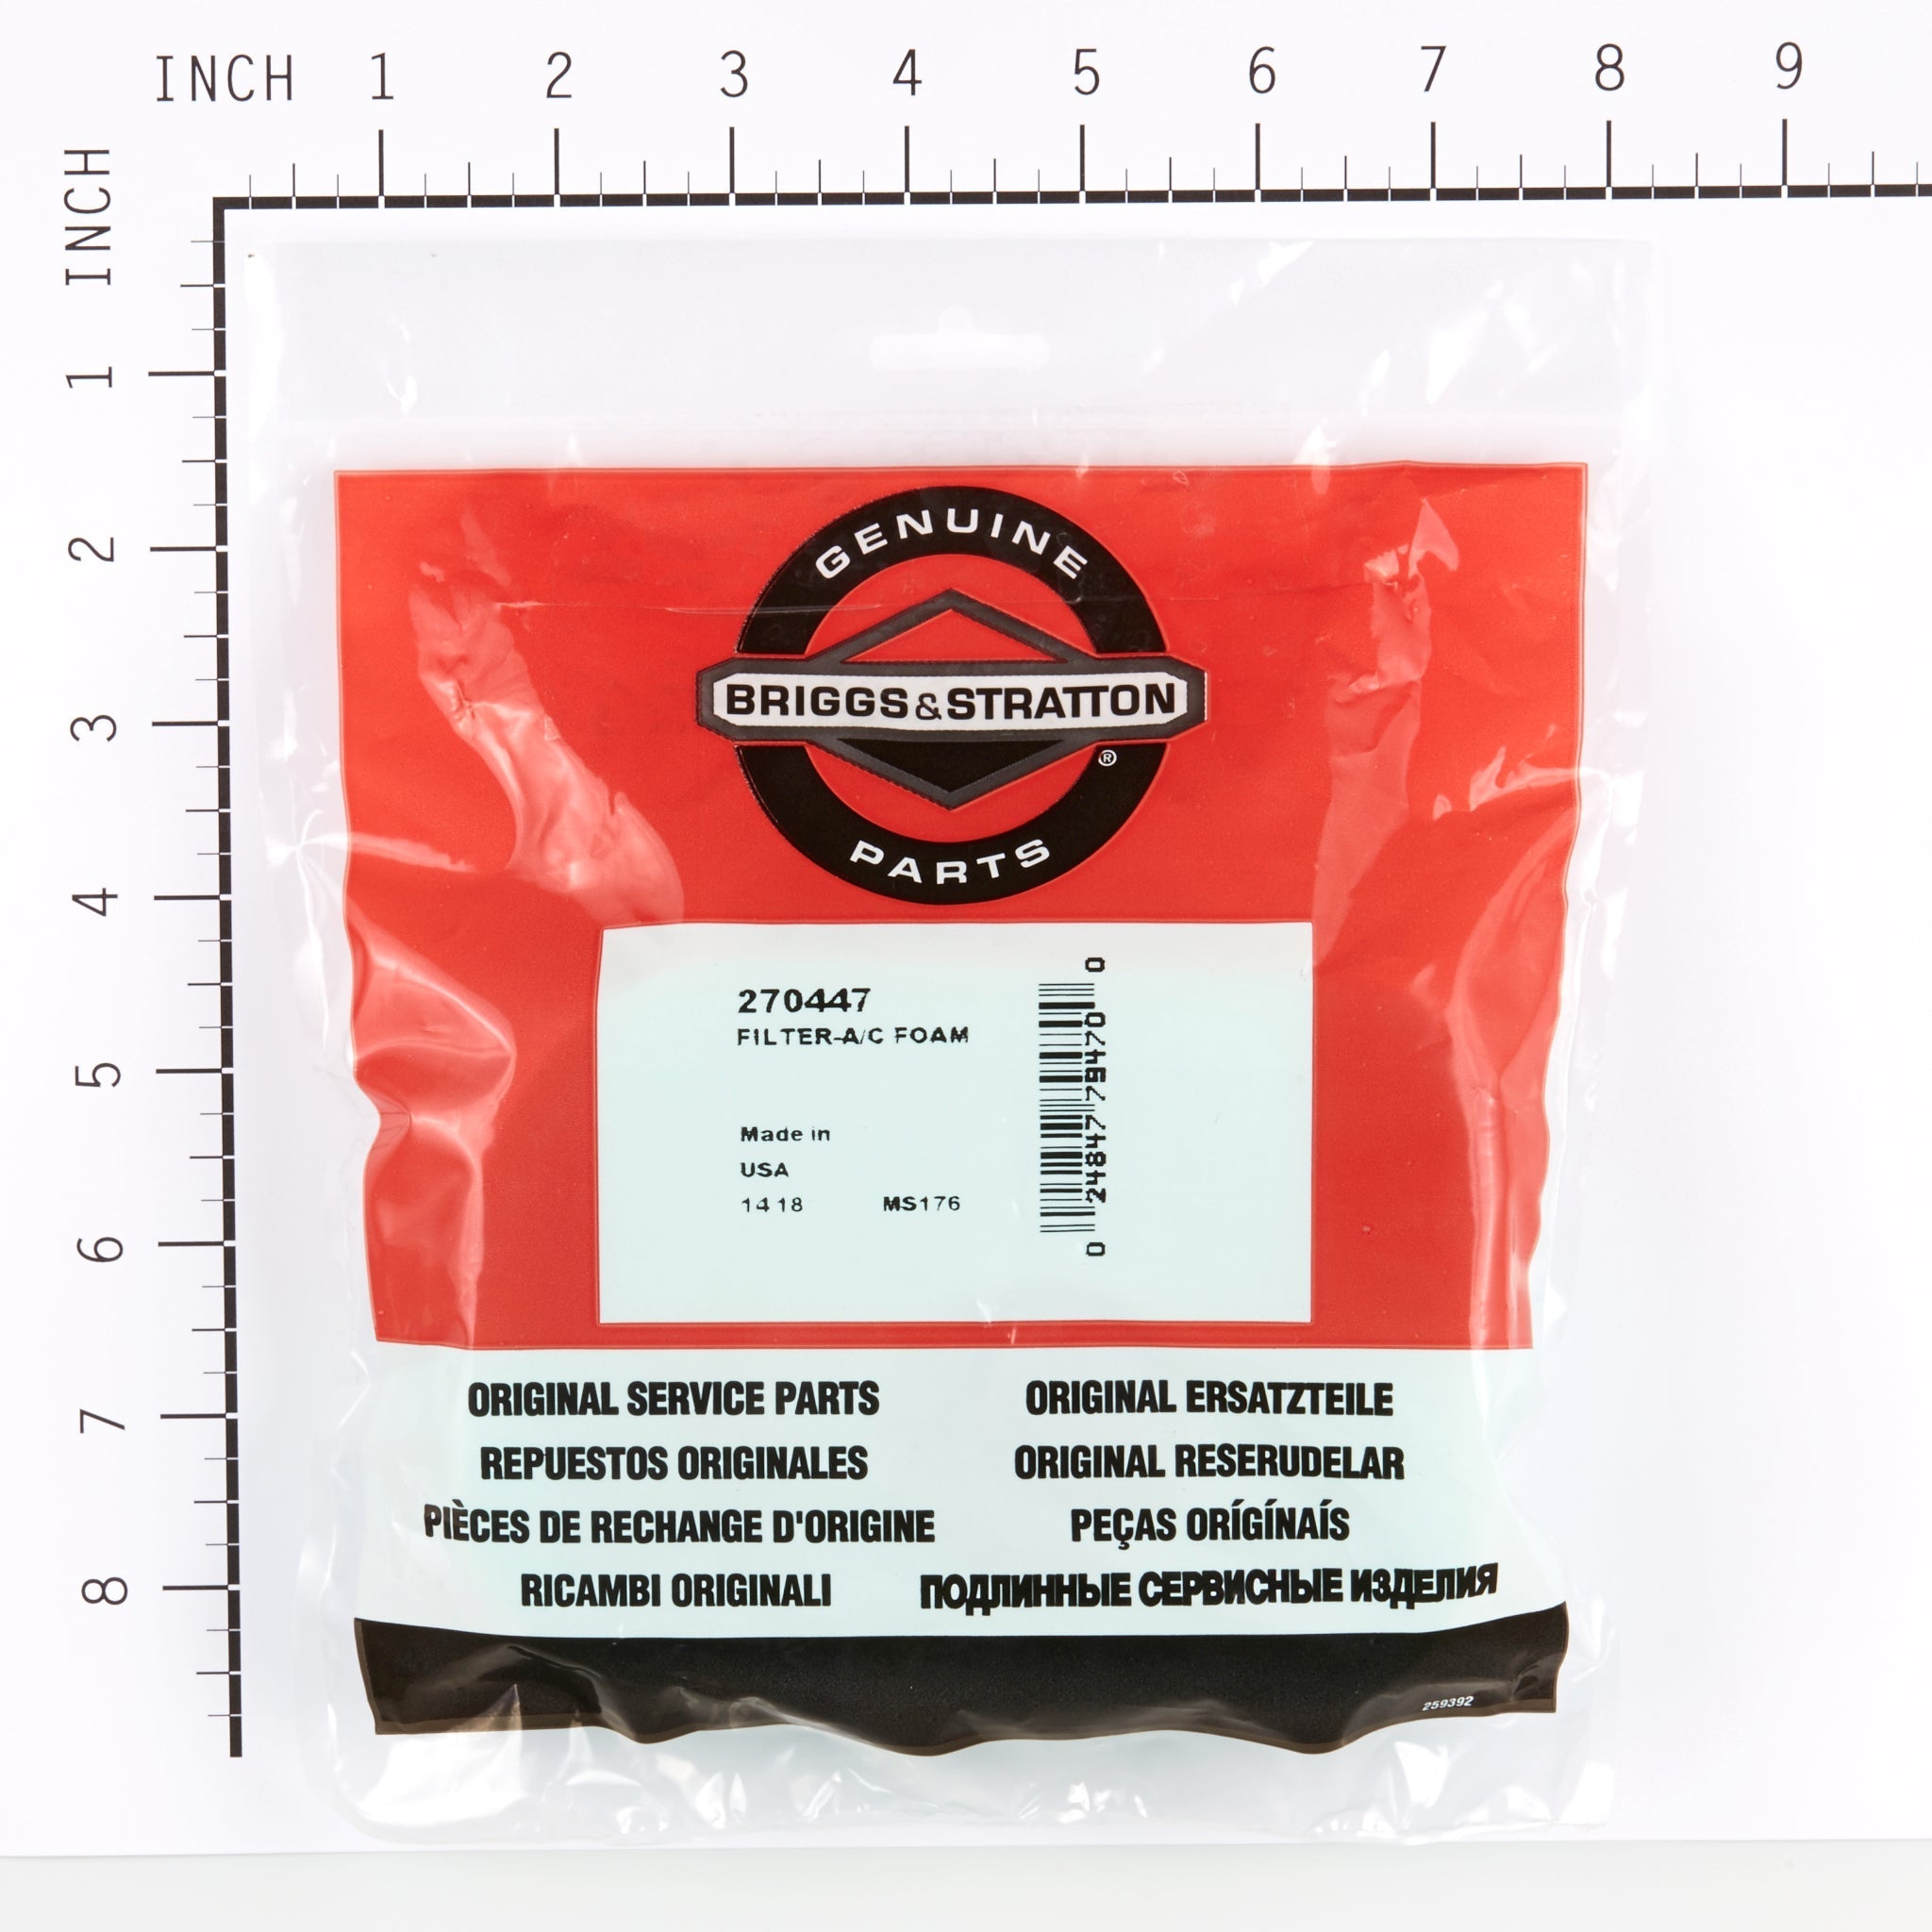 INCH 1 2 3 4 5 6 7 8 9
INCH 1 2 3 4 5 6 7 8
GENUINE
BRIGGS&STRATTON
®
PARTS
270447
FILTER-A/C FOAM
Made in
USA
14 18 MS176
0 24847 79470 0
ORIGINAL SERVICE PARTS
REPUESTOS ORIGINALES
PIÈCES DE RECHANGE D'ORIGINE
RICAMBI ORIGINALI
ORIGINAL ERSATZTEILE
ORIGINAL RESERUDELAR
PEÇAS ORÍGÍNAÍS
ПОДЛИННЫЕ СЕРВИСНЫЕ ИЗДЕЛИЯ
259392